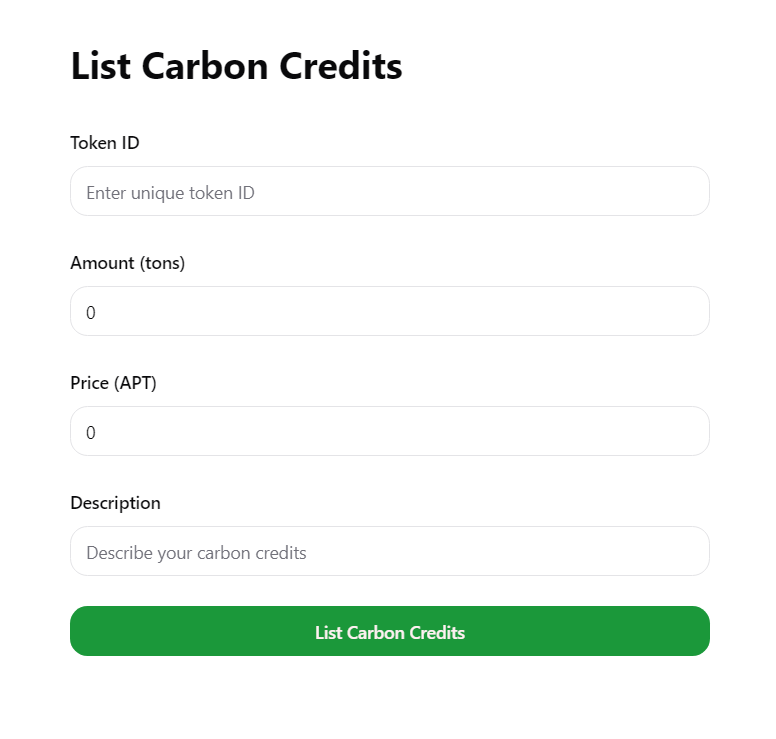 List Carbon Credits
Token ID
Enter unique token ID
Amount (tons)
0
Price (APT)
0
Description
Describe your carbon credits
List Carbon Credits